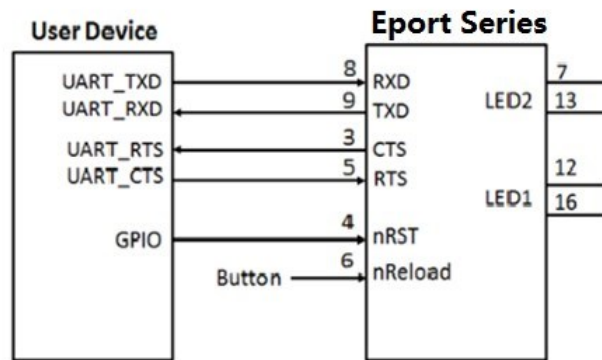 User Device
Eport Series
UART_TXD 8 RXD 7
UART_RXD 9 TXD LED2 13
UART_RTS 3 CTS
UART_CTS 5 RTS 12
LED1 16
GPIO 4 nRST
Button 6 nReload